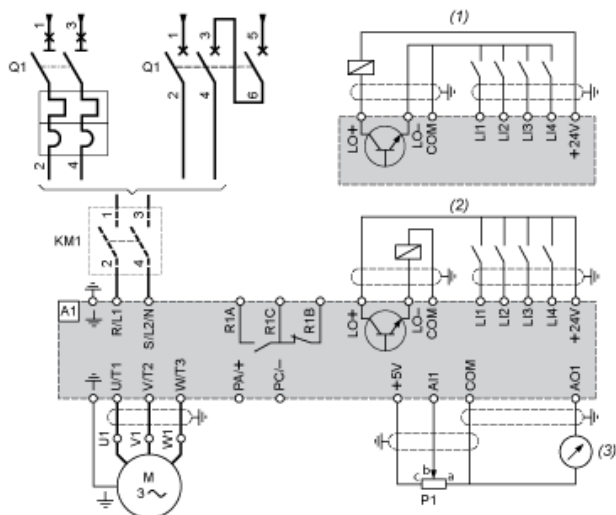 1 3 1 3 5 (1)
Q1 Q1
2 4 2 4 6
LO+ LO- COM LI1 LI2 LI3 LI4 +24V
1 3 (2)
KM1
2 4
A1 R/L1 S/L2/N R1A R1C R1B LO+ LO- COM LI1 LI2 LI3 LI4 +24V
U/T1 V/T2 W/T3 PA/+ PC/- +5V AI1 COM AO1
U1 V1 W1 (3)
c b a
M
3~ P1